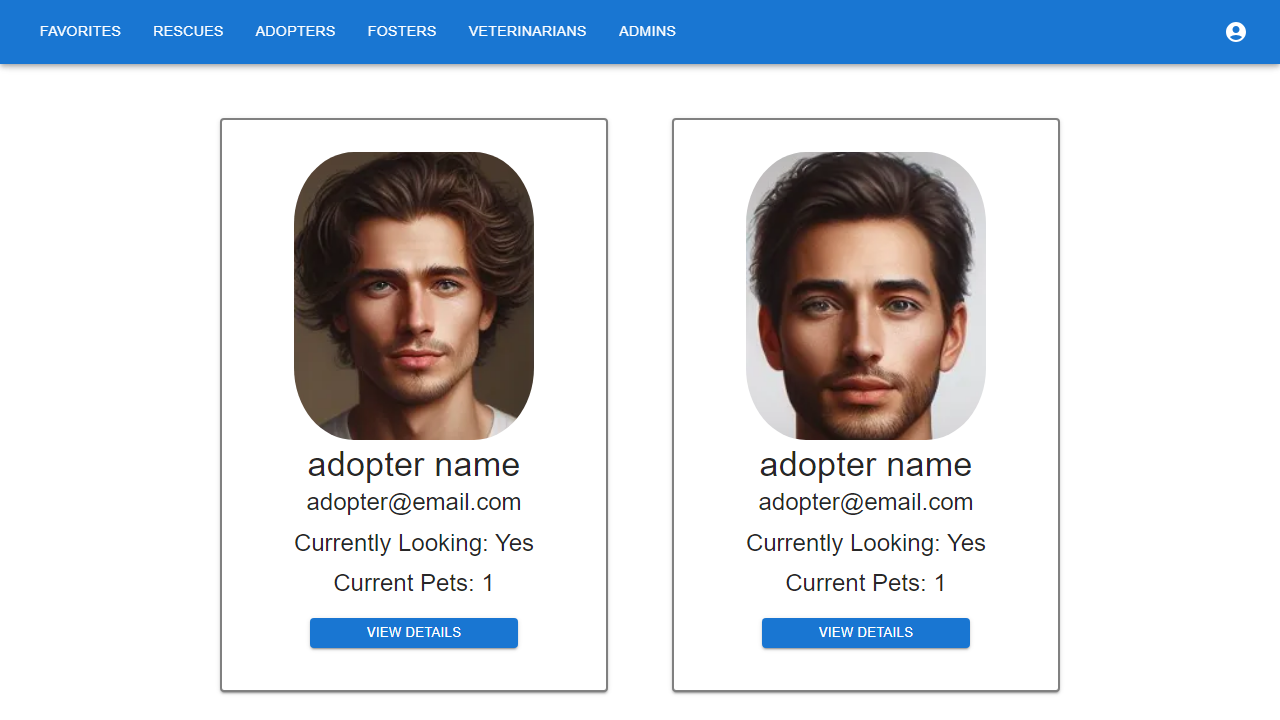 FAVORITES RESCUES ADOPTERS FOSTERS VETERINARIANS ADMINS
adopter name
adopter@email.com
Currently Looking: Yes
Current Pets: 1
VIEW DETAILS
adopter name
adopter@email.com
Currently Looking: Yes
Current Pets: 1
VIEW DETAILS